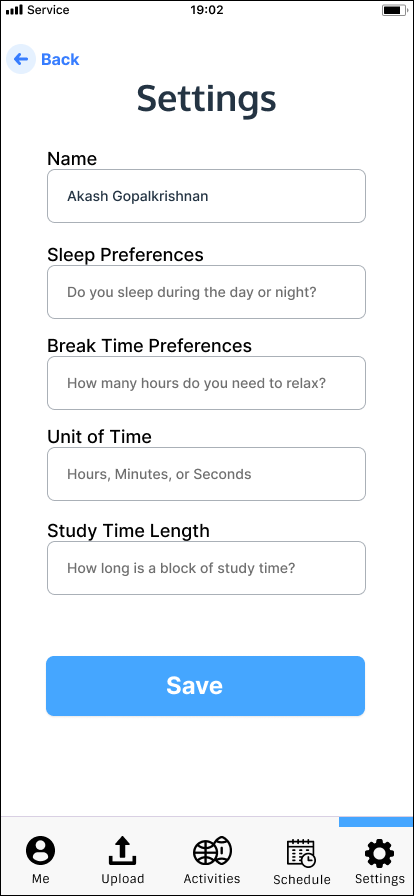 Service
19:02
Back
Settings
Name
Akash Gopalkrishnan
Sleep Preferences
Do you sleep during the day or night?
Break Time Preferences
How many hours do you need to relax?
Unit of Time
Hours, Minutes, or Seconds
Study Time Length
How long is a block of study time?
Save
Me
Upload
Activities
Schedule
Settings